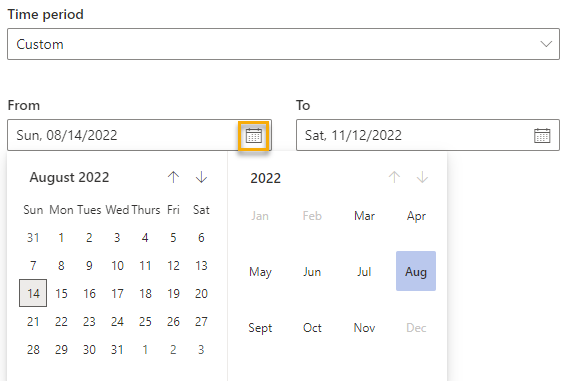 Time period
Custom
From To
Sun, 08/14/2022 Sat, 11/12/2022
August 2022 2022
Sun Mon Tues Wed Thurs Fri Sat
Jan Feb Mar Apr
31 1 2 3 4 5 6
7 8 9 10 11 12 13
May Jun Jul Aug
14 15 16 17 18 19 20
21 22 23 24 25 26 27
Sept Oct Nov Dec
28 29 30 31 1 2 3